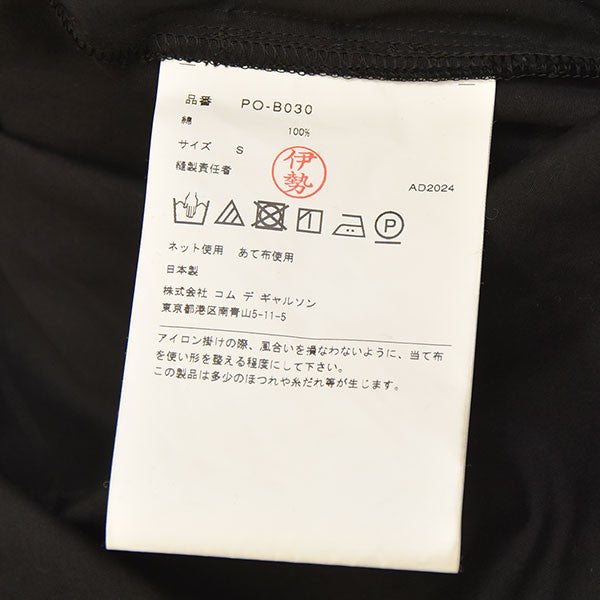 品番 PO-B030
綿 100%
サイズ S
縫製責任者
伊勢
AD2024
P
ネット使用 あて布使用
日本製
株式会社 コム デ ギャルソン
東京都港区南青山5-11-5
アイロン掛けの際、風合いを損なわないように、当て布
を使い形を整える程度にして下さい。
この製品は多少のほつれや糸だれ等が生じます。